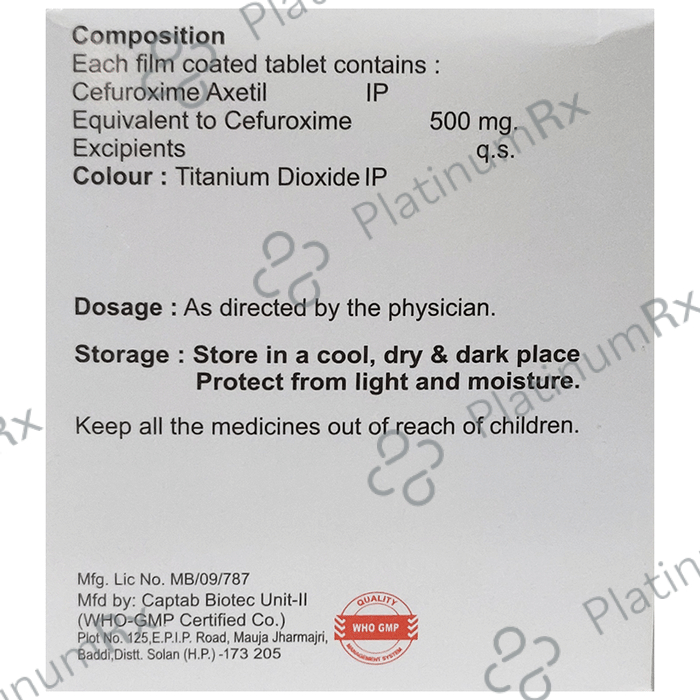 Composition
Each film coated tablet contains :
Cefuroxime Axetil IP
Equivalent to Cefuroxime 500 mg.
Excipients q.s.
Colour : Titanium Dioxide IP
PlatinumRx
Dosage : As directed by the physician.
Storage : Store in a cool, dry & dark place
Protect from light and moisture.
PlatinumRx
Keep all the medicines out of reach of children.
Mfg. Lic No. MB/09/787
Mfd by: Captab Biotec Unit-II
(WHO-GMP Certified Co.)
Plot No. 125,E.P.I.P. Road, Mauja Jharmajri,
Baddi,Distt. Solan (H.P.) -173 205
QUALITY
WHO GMP
MANAGEMENT SYSTEM
PlatinumRx
Platin